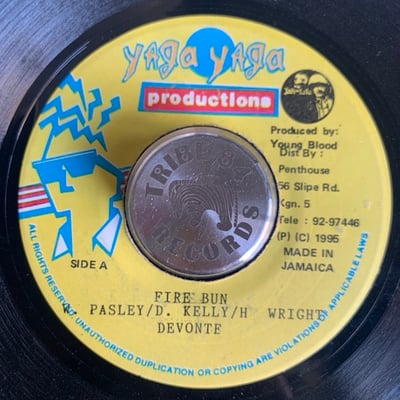 yaga yaga
productions
Produced by:
Young Blood
Dist By :
Penthouse
56 Slipe Rd.
Kgn. 5
Tele : 92-97446
(P) (C) 1995
MADE IN
JAMAICA
TRIBE
RECORDS
SIDE A
FIRE BUN
PASLEY/D. KELLY/H WRIGHT
DEVONTE
ALL RIGHTS RESERVED UNAUTHORIZED DUPLICATION OR COPYING ARE VIOLATIONS OF APPLICABLE LAWS